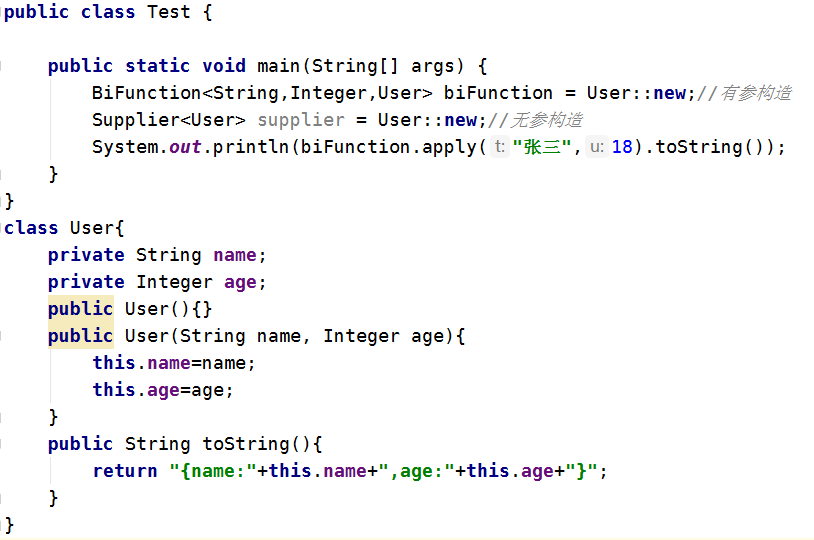 public class Test {
public static void main(String[] args) {
BiFunction<String,Integer,User> biFunction = User::new;//有参构造
Supplier<User> supplier = User::new;//无参构造
System.out.println(biFunction.apply( t: "张三", u: 18).toString());
}
}
class User{
private String name;
private Integer age;
public User(){}
public User(String name, Integer age){
this.name=name;
this.age=age;
}
public String toString(){
return "{name:"+this.name+",age:"+this.age+"}";
}
}